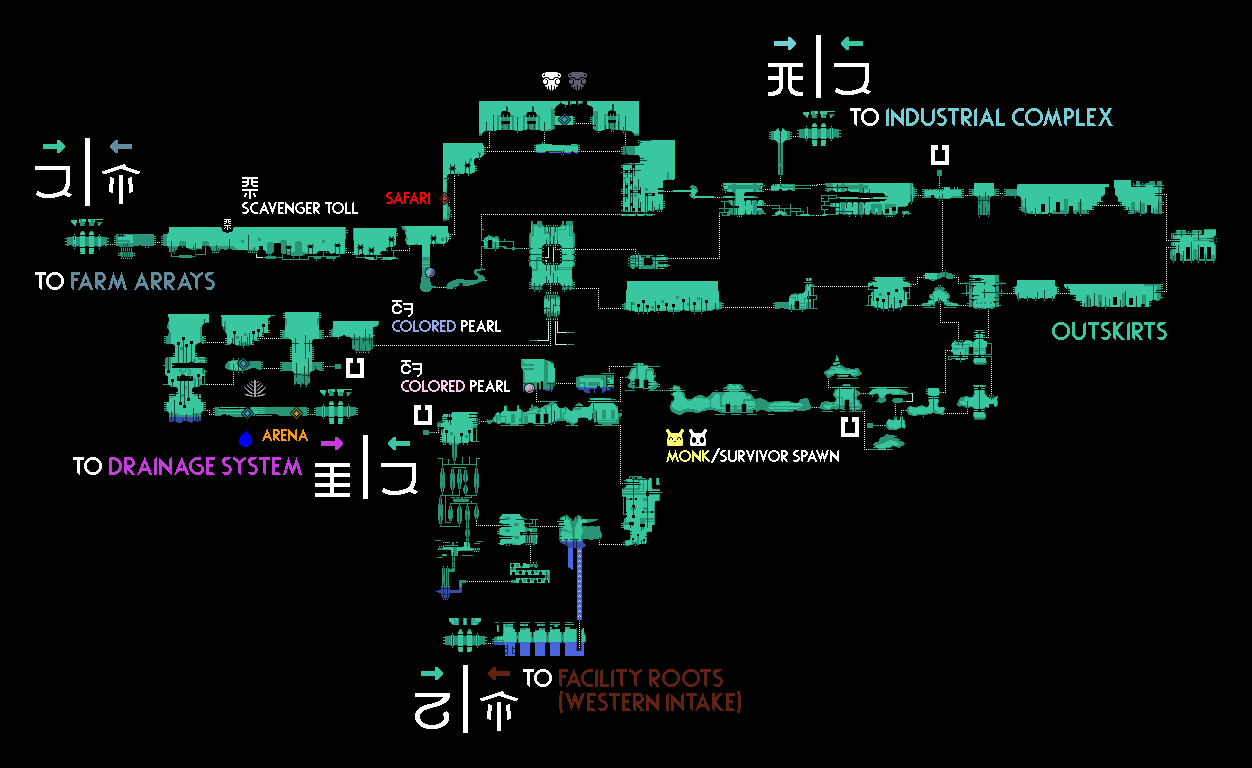 TO INDUSTRIAL COMPLEX
SCAVENGER TOLL
SAFARI
TO FARM ARRAYS
COLORED PEARL
OUTSKIRTS
COLORED PEARL
ARENA
MONK/SURVIVOR SPAWN
TO DRAINAGE SYSTEM
TO FACILITY ROOTS
(WESTERN INTAKE)